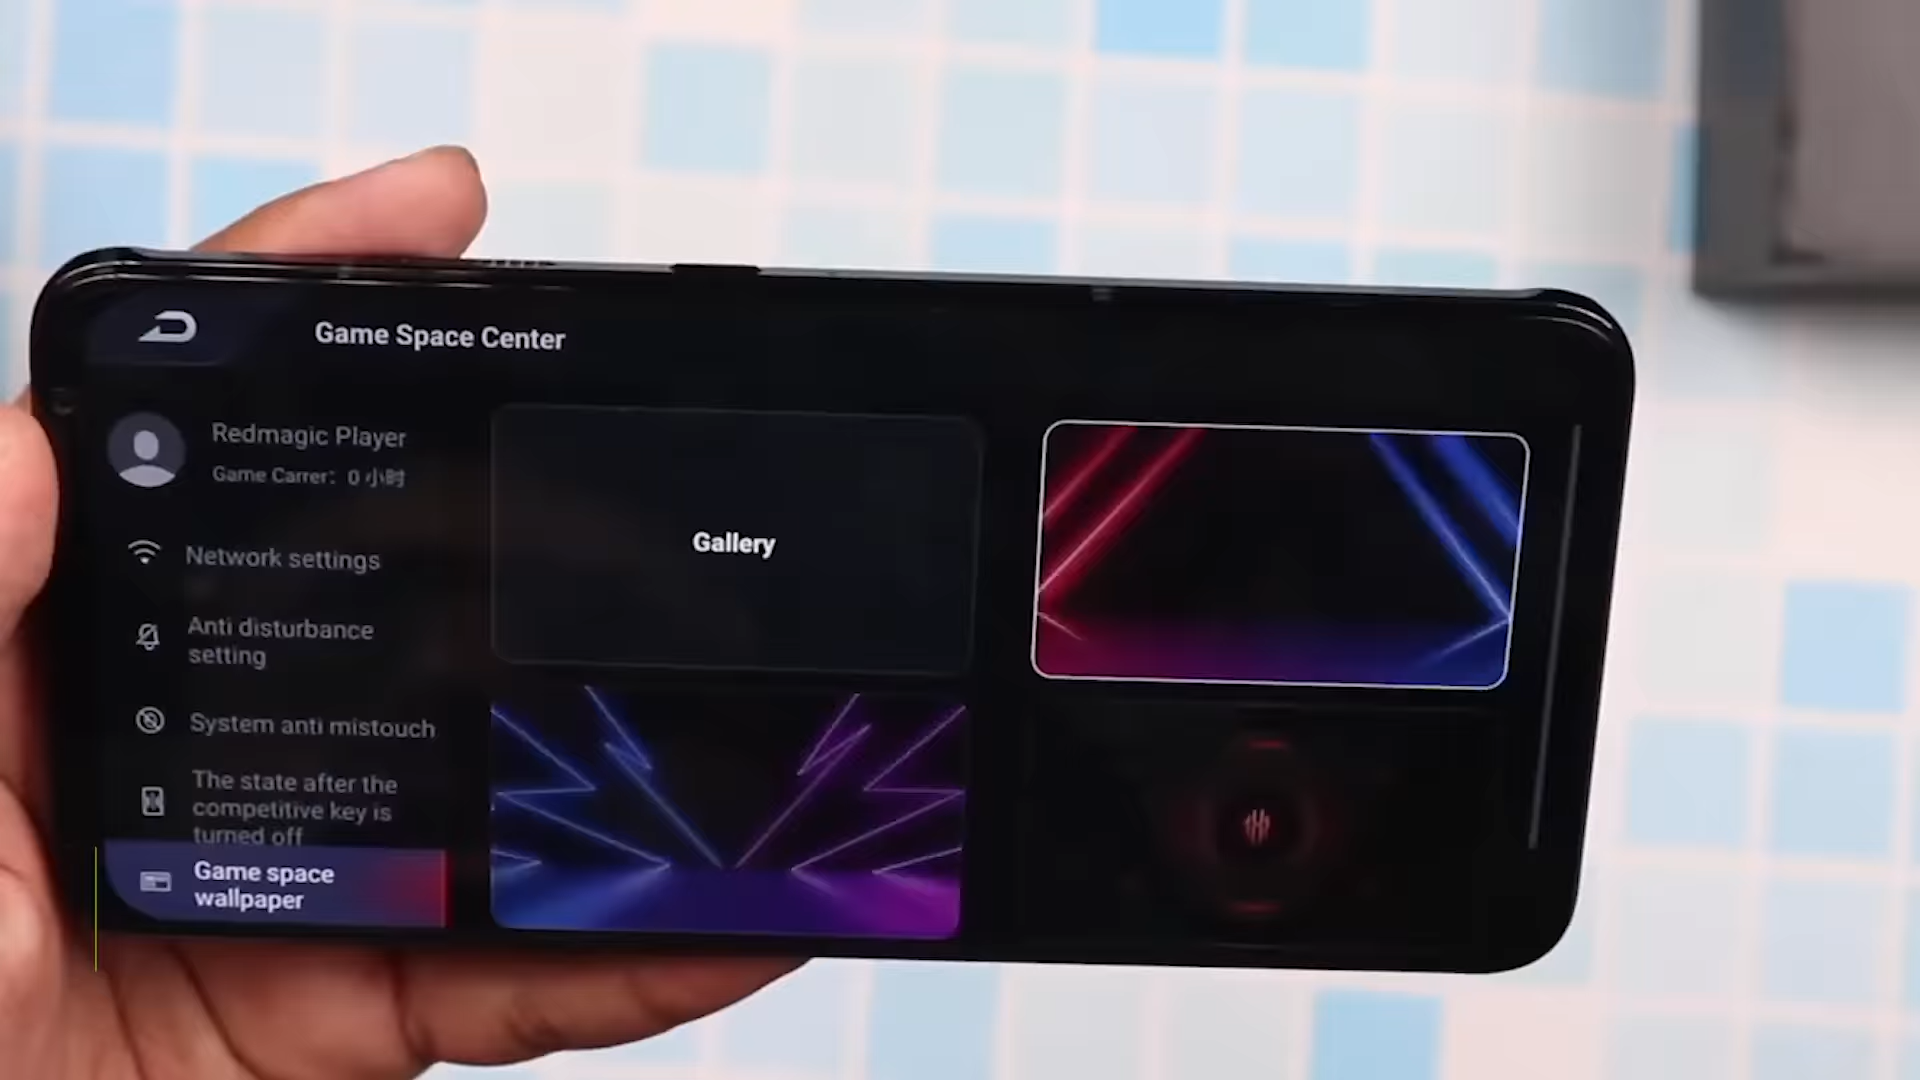 Game Space Center
Redmagic Player
Game Carrer: 0 小时
Network settings
Anti disturbance
setting
System anti mistouch
The state after the
competitive key is
turned off
Game space
wallpaper
Gallery